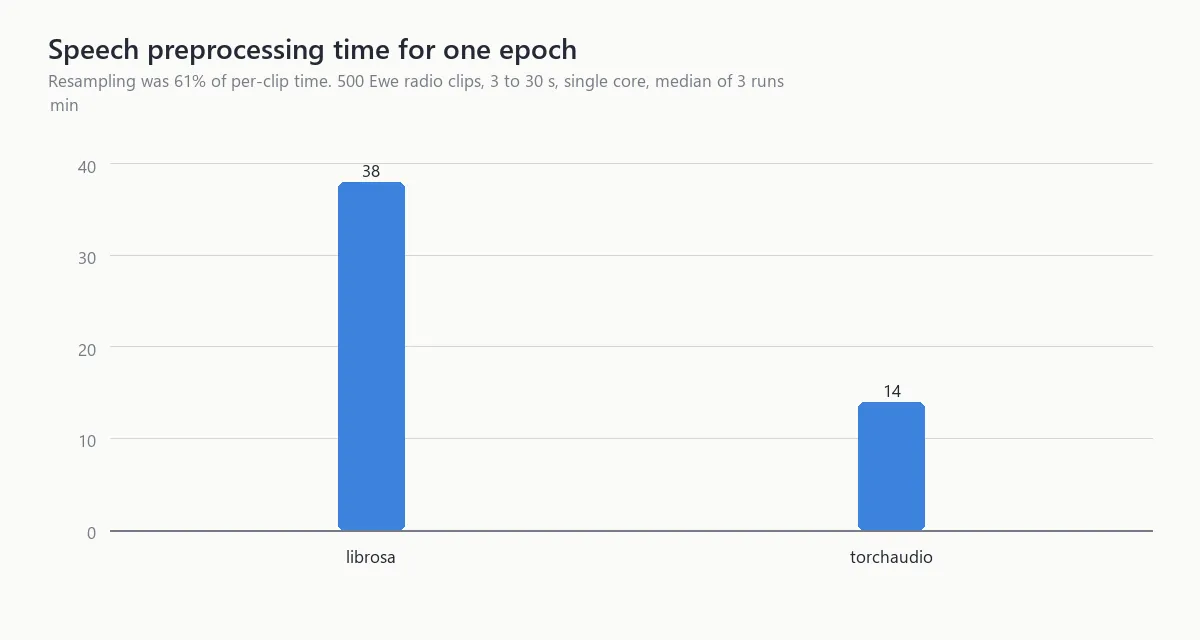 Speech preprocessing time for one epoch
Resampling was 61% of per-clip time. 500 Ewe radio clips, 3 to 30 s, single core, median of 3 runs
min
40
38
30
20
14
10
0
librosa
torchaudio